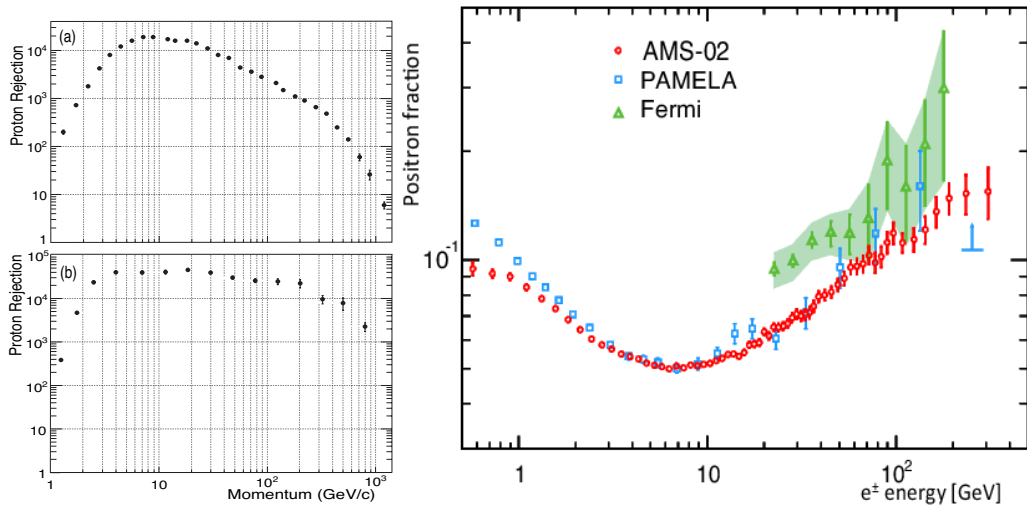 (a)
Proton Rejection
10⁴
10³
10²
10
1
(b)
Proton Rejection
10⁵
10⁴
10³
10²
10
1
1
10
10²
10³
Momentum (GeV/c)
Positron fraction
AMS-02
PAMELA
Fermi
10⁻¹
1
10
10²
e± energy [GeV]